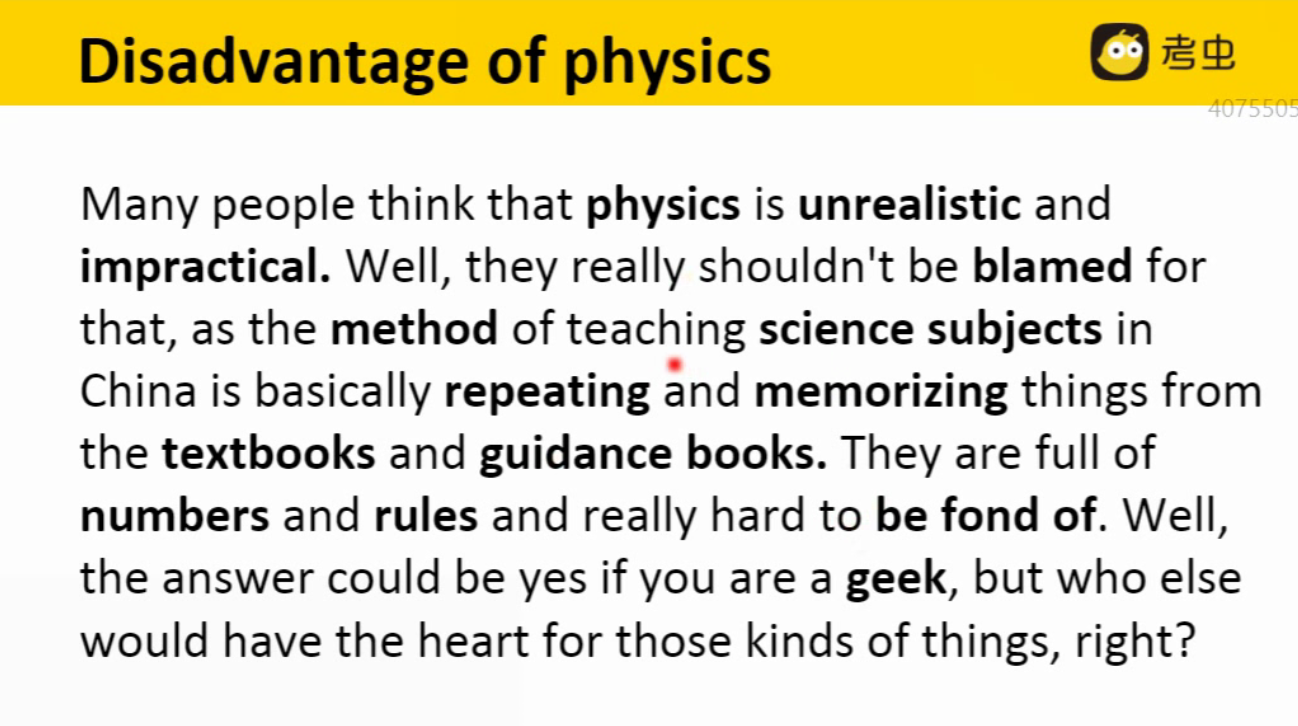 Disadvantage of physics
考虫
4075505
Many people think that physics is unrealistic and
impractical. Well, they really shouldn't be blamed for
that, as the method of teaching science subjects in
China is basically repeating and memorizing things from
the textbooks and guidance books. They are full of
numbers and rules and really hard to be fond of. Well,
the answer could be yes if you are a geek, but who else
would have the heart for those kinds of things, right?